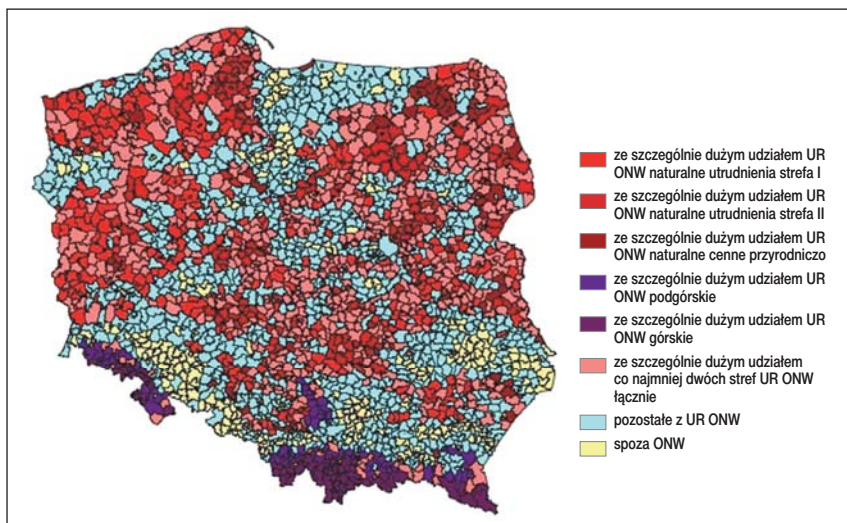 ze szczególnie dużym udziałem UR
ONW naturalne utrudnienia strefa I
ze szczególnie dużym udziałem UR
ONW naturalne utrudnienia strefa II
ze szczególnie dużym udziałem UR
ONW naturalne cenne przyrodniczo
ze szczególnie dużym udziałem UR
ONW podgórskie
ze szczególnie dużym udziałem UR
ONW górskie
ze szczególnie dużym udziałem
co najmniej dwóch stref UR ONW
łącznie
pozostałe z UR ONW
spoza ONW